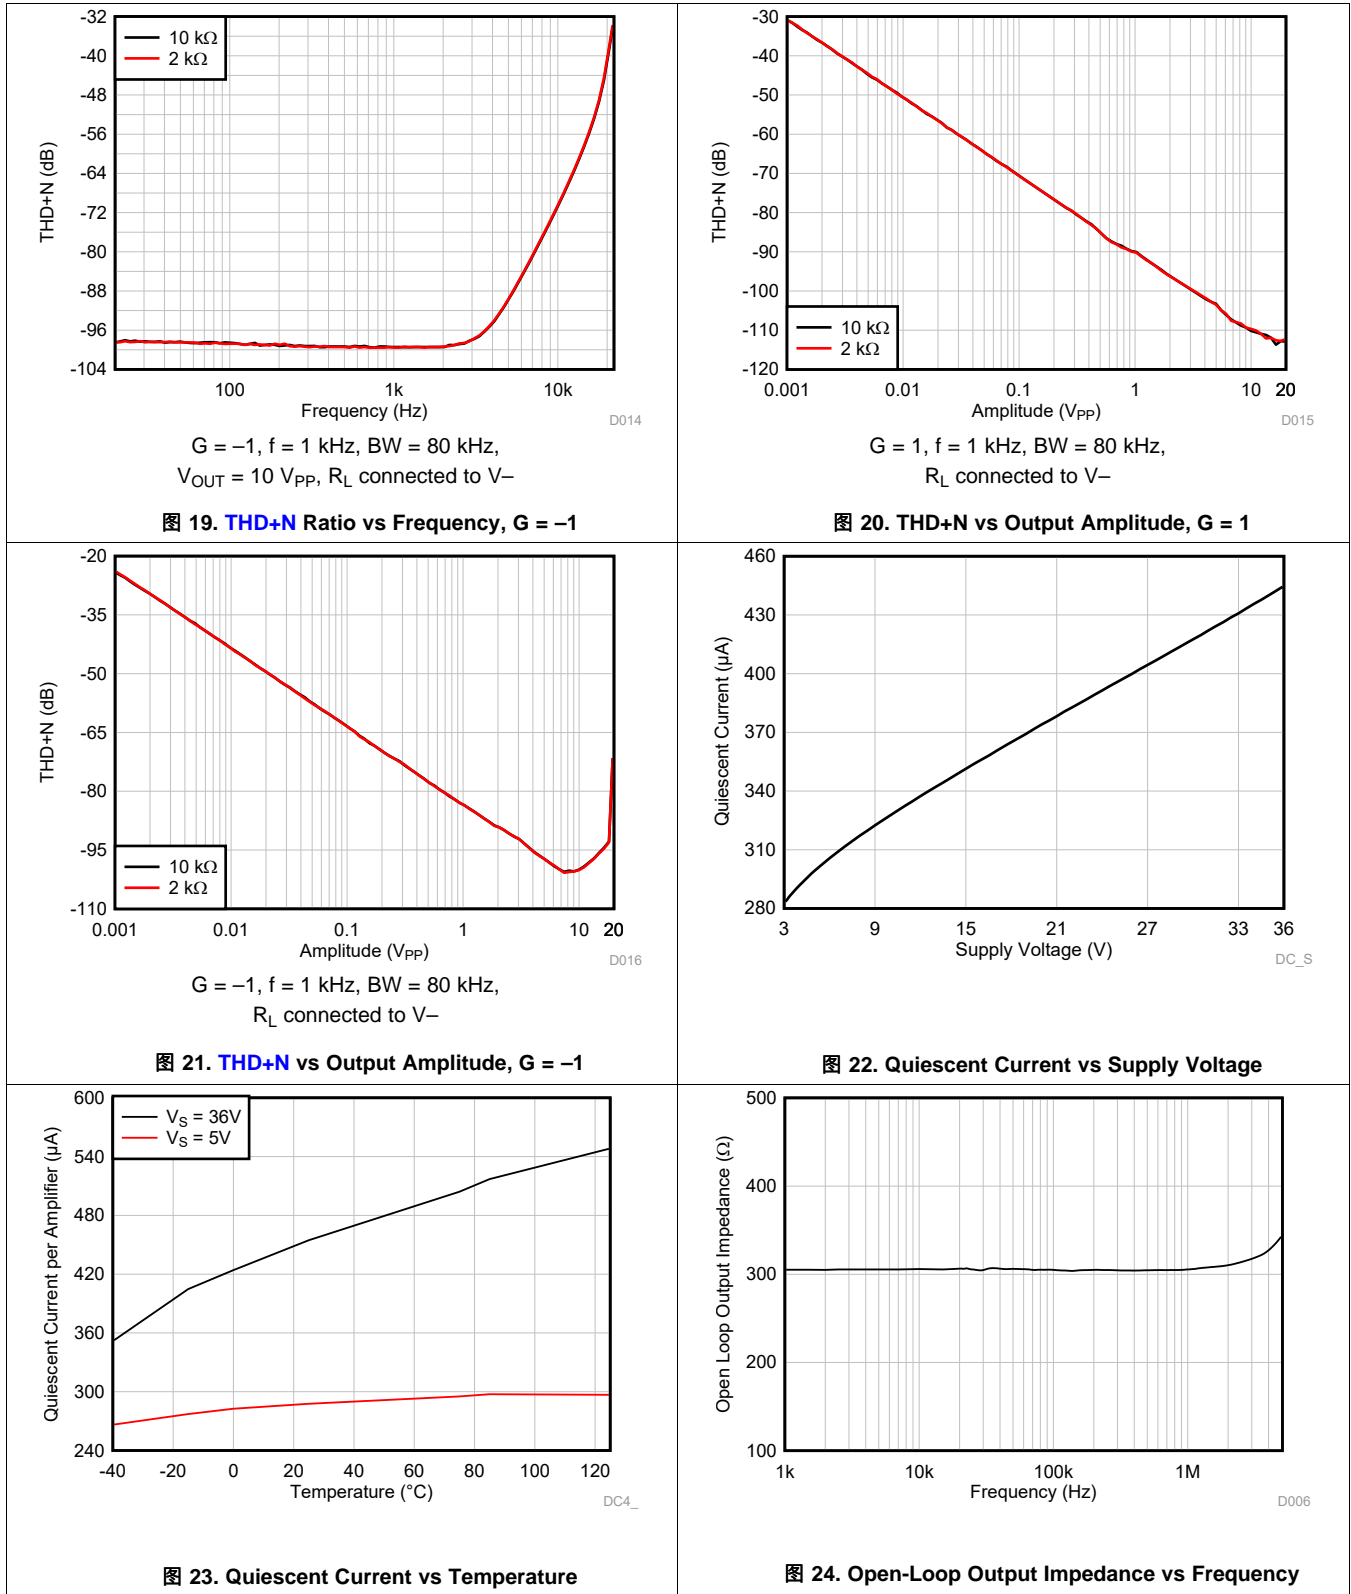 -32
-40
-48
-56
-64
-72
-80
-88
-96
-104
10 kΩ
2 kΩ
THD+N (dB)
100 1k 10k
Frequency (Hz)
D014
G = –1, f = 1 kHz, BW = 80 kHz,
VOUT = 10 VPP, RL connected to V–
图 19. THD+N Ratio vs Frequency, G = –1
-30
-40
-50
-60
-70
-80
-90
-100
-110
-120
THD+N (dB)
10 kΩ
2 kΩ
0.001 0.01 0.1 1 10 20
Amplitude (VPP)
D015
G = 1, f = 1 kHz, BW = 80 kHz,
RL connected to V–
图 20. THD+N vs Output Amplitude, G = 1
-20
-35
-50
-65
-80
-95
-110
THD+N (dB)
10 kΩ
2 kΩ
0.001 0.01 0.1 1 10 20
Amplitude (VPP)
D016
G = –1, f = 1 kHz, BW = 80 kHz,
RL connected to V–
图 21. THD+N vs Output Amplitude, G = –1
460
430
400
370
340
310
280
Quiescent Current (µA)
3 9 15 21 27 33 36
Supply Voltage (V)
DC_S
图 22. Quiescent Current vs Supply Voltage
600
540
480
420
360
300
240
VS = 36V
VS = 5V
Quiescent Current per Amplifier (µA)
-40 -20 0 20 40 60 80 100 120
Temperature (°C)
DC4_
图 23. Quiescent Current vs Temperature
500
400
300
200
100
Open Loop Output Impedance (Ω)
1k 10k 100k 1M
Frequency (Hz)
D006
图 24. Open-Loop Output Impedance vs Frequency